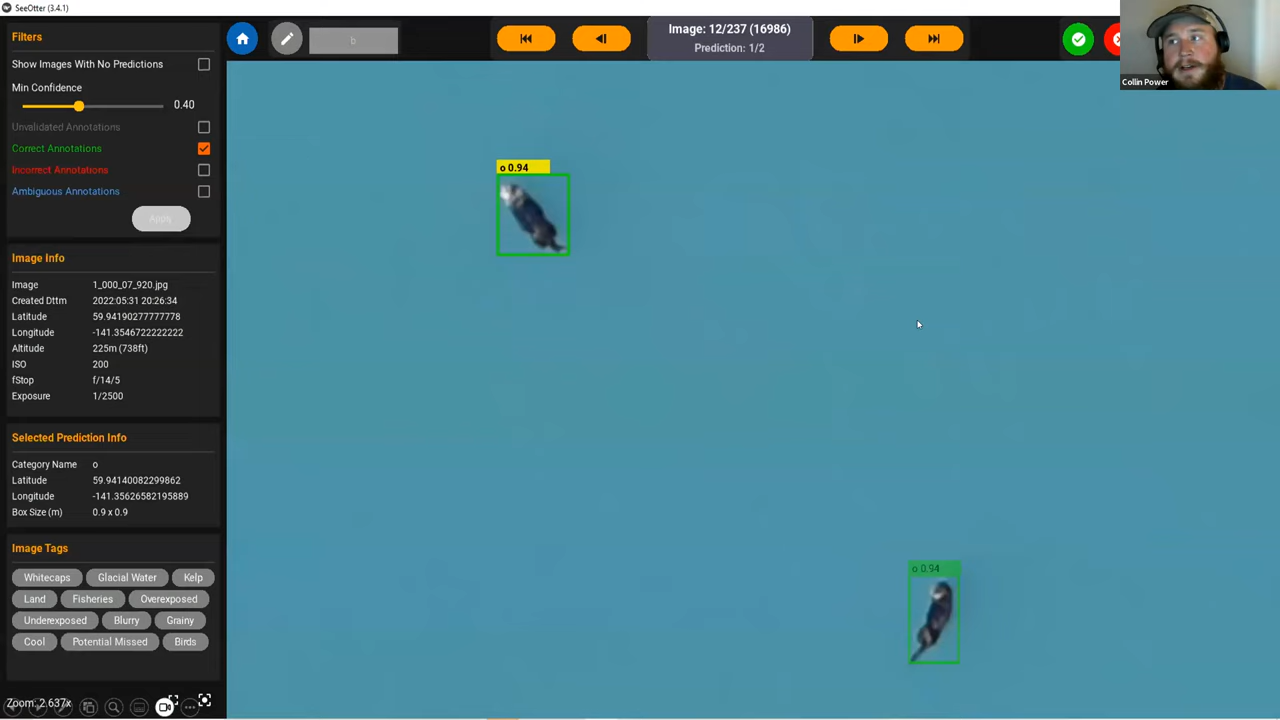 SeeOtter (3.4.1)
Filters
Show Images With No Predictions
Min Confidence
0.40
Unvalidated Annotations
Correct Annotations
Incorrect Annotations
Ambiguous Annotations
Apply
Image Info
Image 1_000_07_920.jpg
Created Dttm 2022:05:31 20:26:34
Latitude 59.94190277777778
Longitude -141.3546722222222
Altitude 225m (738ft)
ISO 200
fStop f/14/5
Exposure 1/2500
Selected Prediction Info
Category Name o
Latitude 59.94140082299862
Longitude -141.35626582195889
Box Size (m) 0.9 x 0.9
Image Tags
Whitecaps Glacial Water Kelp
Land Fisheries Overexposed
Underexposed Blurry Grainy
Cool Potential Missed Birds
Zoom: 2.637x
b
Image: 12/237 (16986)
Prediction: 1/2
o 0.94
o 0.94
Collin Power